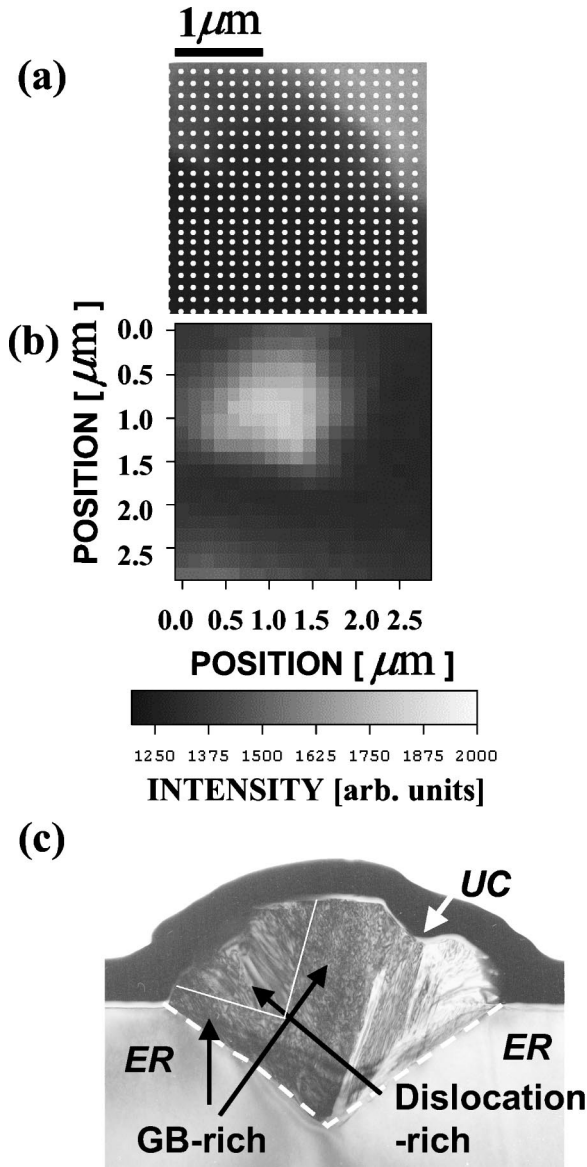 1μm
(a)
(b)
POSITION [μm]
0.0
0.5
1.0
1.5
2.0
2.5
0.0 0.5 1.0 1.5 2.0 2.5
POSITION [μm]
1250 1375 1500 1625 1750 1875 2000
INTENSITY [arb. units]
(c)
UC
ER
ER
GB-rich
Dislocation
-rich